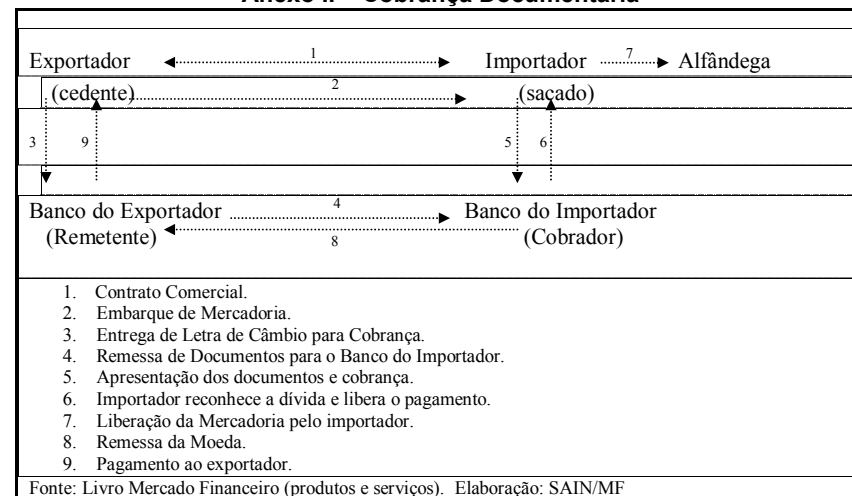 Anexo II – Cobrança Documentária
Exportador 1 Importador 7 Alfândega
(cedente) 2 (sacado)
3 9 5 6
Banco do Exportador 4 Banco do Importador
(Remetente) 8 (Cobrador)
1. Contrato Comercial.
2. Embarque de Mercadoria.
3. Entrega de Letra de Câmbio para Cobrança.
4. Remessa de Documentos para o Banco do Importador.
5. Apresentação dos documentos e cobrança.
6. Importador reconhece a dívida e libera o pagamento.
7. Liberação da Mercadoria pelo importador.
8. Remessa da Moeda.
9. Pagamento ao exportador.
Fonte: Livro Mercado Financeiro (produtos e serviços). Elaboração: SAIN/MF